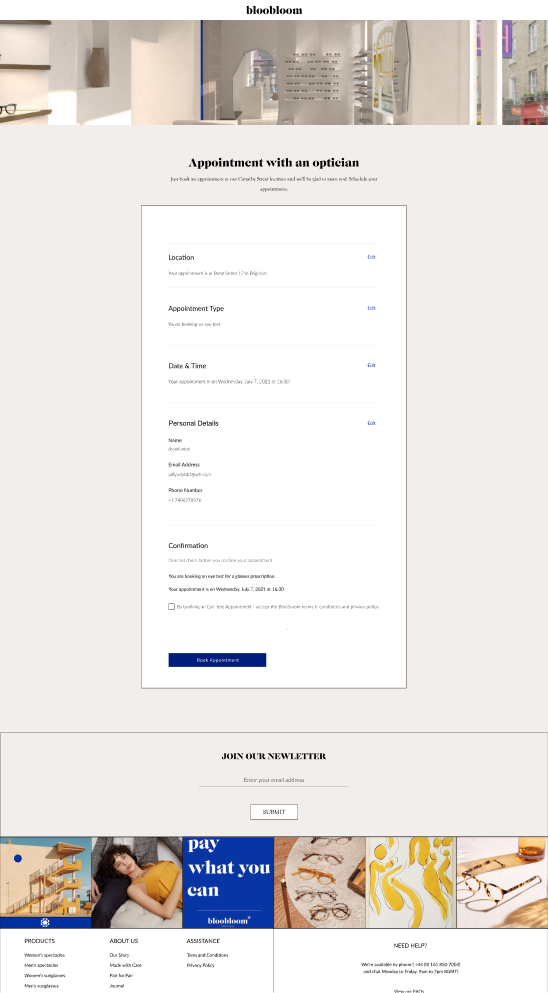 bloobloom
Appointment with an optician
Just book an appointment at our Carnaby Street location and we'll be glad to assist you! Schedule your
appointment:
Location
Edit
Your appointment is at Bond Street 12 in Brighton
Appointment Type
Edit
You're booking an eye test
Date & Time
Edit
Your appointment is on Wednesday, July 7, 2021 at 16:30
Personal Details
Edit
Name
Email Address
Phone Number
+1 7406778976
Confirmation
One last check before you confirm your appointment
You are booking an eye test for a glasses prescription.
Your appointment is on Wednesday, July 7, 2021 at 16:30
By booking an Eye Test Appointment I accept the Bloobloom terms & conditions and privacy policy.
Book Appointment
JOIN OUR NEWLETTER
Enter your email address
SUBMIT
pay
what you
can
bloobloom
PRODUCTS
ABOUT US
ASSISTANCE
NEED HELP?
Women's spectacles
Our Story
Terms and Conditions
Men's spectacles
Made with Care
Privacy Policy
Women's sunglasses
Pair for Pair
Men's sunglasses
Journal
We're available by phone ( +44 (0) 161 850 7004)
and chat Monday to Friday, 9am to 7pm (GMT)
View our FAQs